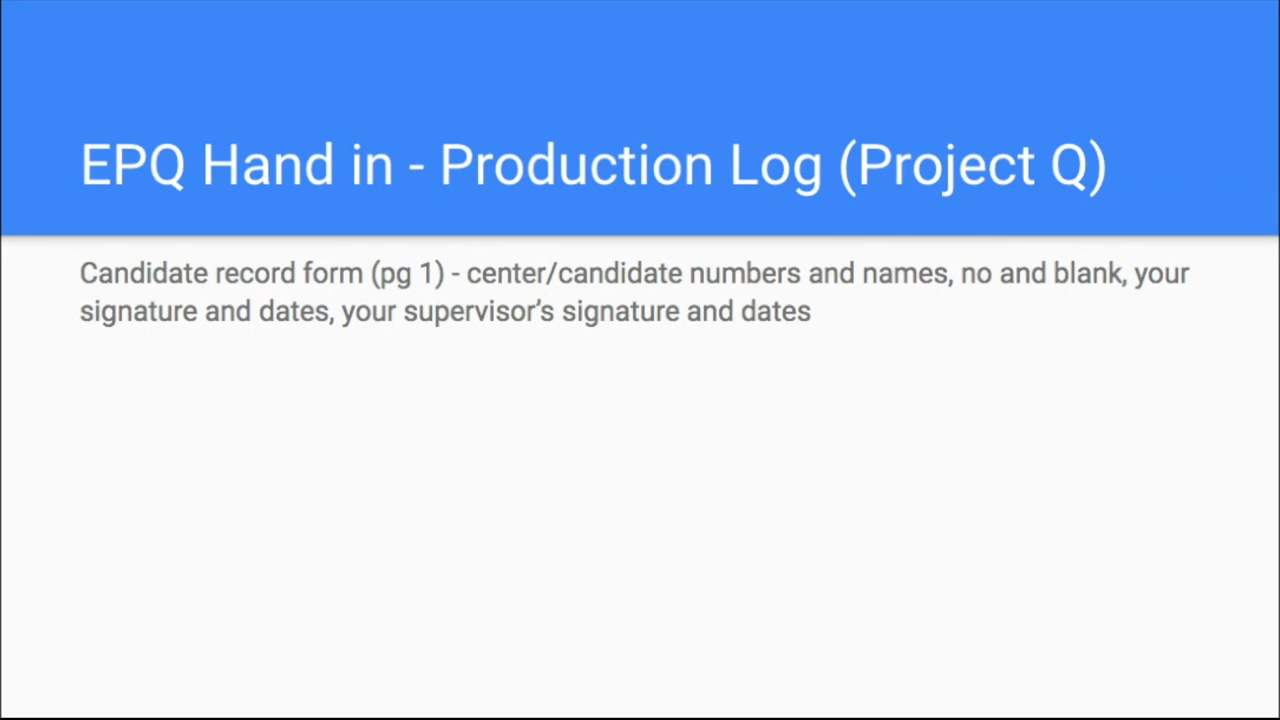 EPQ Hand in - Production Log (Project Q)
Candidate record form (pg 1) - center/candidate numbers and names, no and blank, your
signature and dates, your supervisor’s signature and dates